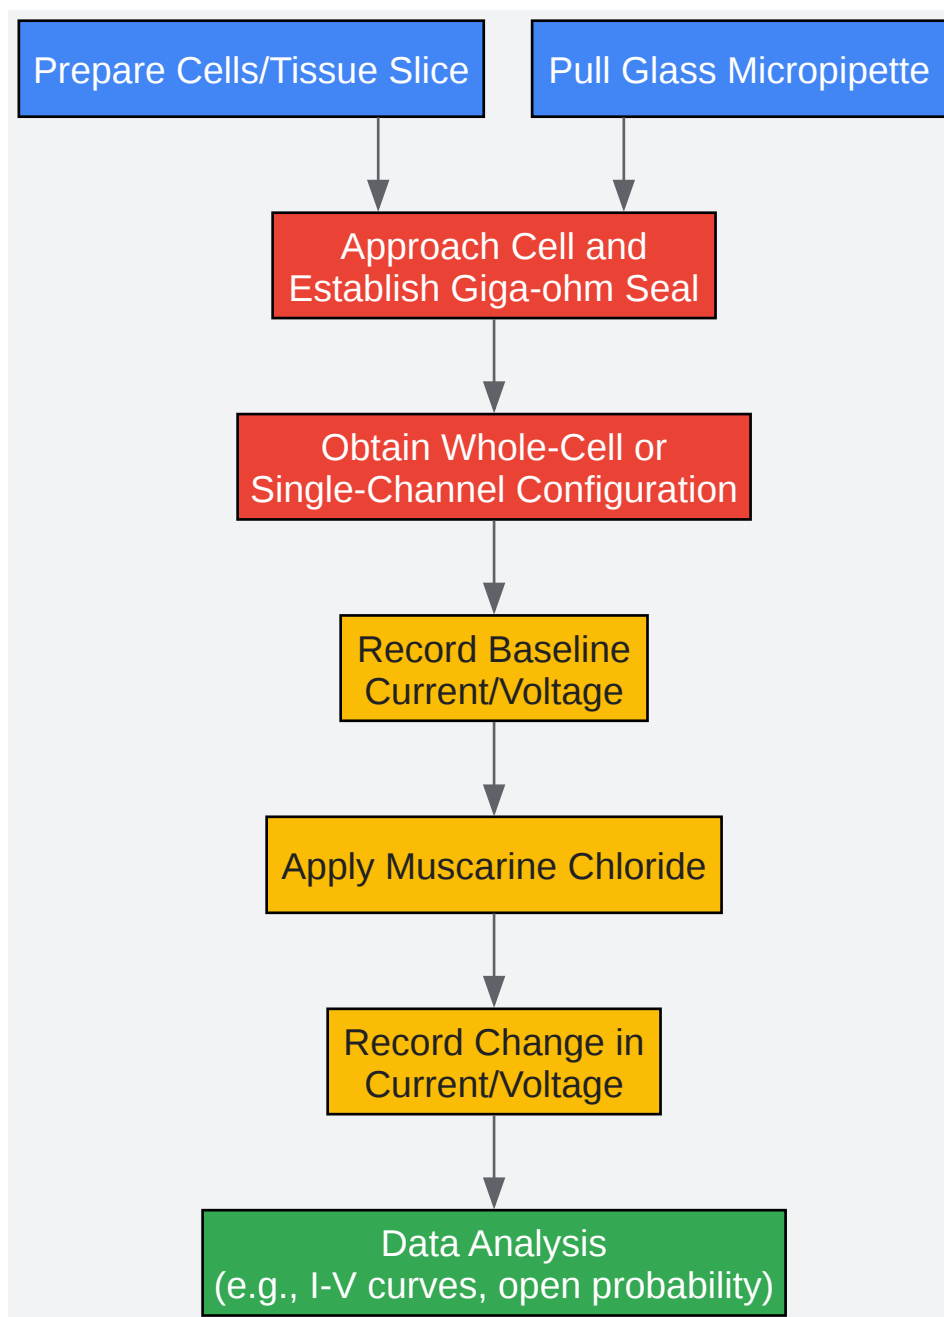 Prepare Cells/Tissue Slice
Pull Glass Micropipette
Approach Cell and
Establish Giga-ohm Seal
Obtain Whole-Cell or
Single-Channel Configuration
Record Baseline
Current/Voltage
Apply Muscarine Chloride
Record Change in
Current/Voltage
Data Analysis
(e.g., I-V curves, open probability)